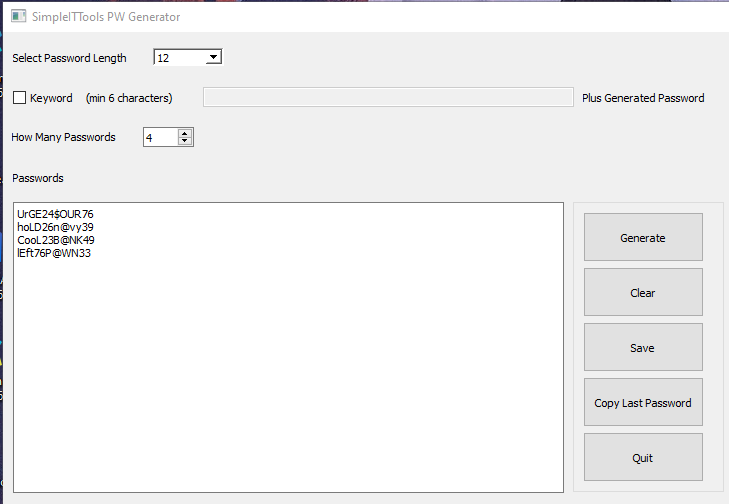 SimpleITTools PW Generator
Select Password Length 12
Keyword (min 6 characters) Plus Generated Password
How Many Passwords 4
Passwords
UrGE24$OUR76
hoLD26n@vy39
CooL23B@NK49
lEft76P@WN33
Generate
Clear
Save
Copy Last Password
Quit